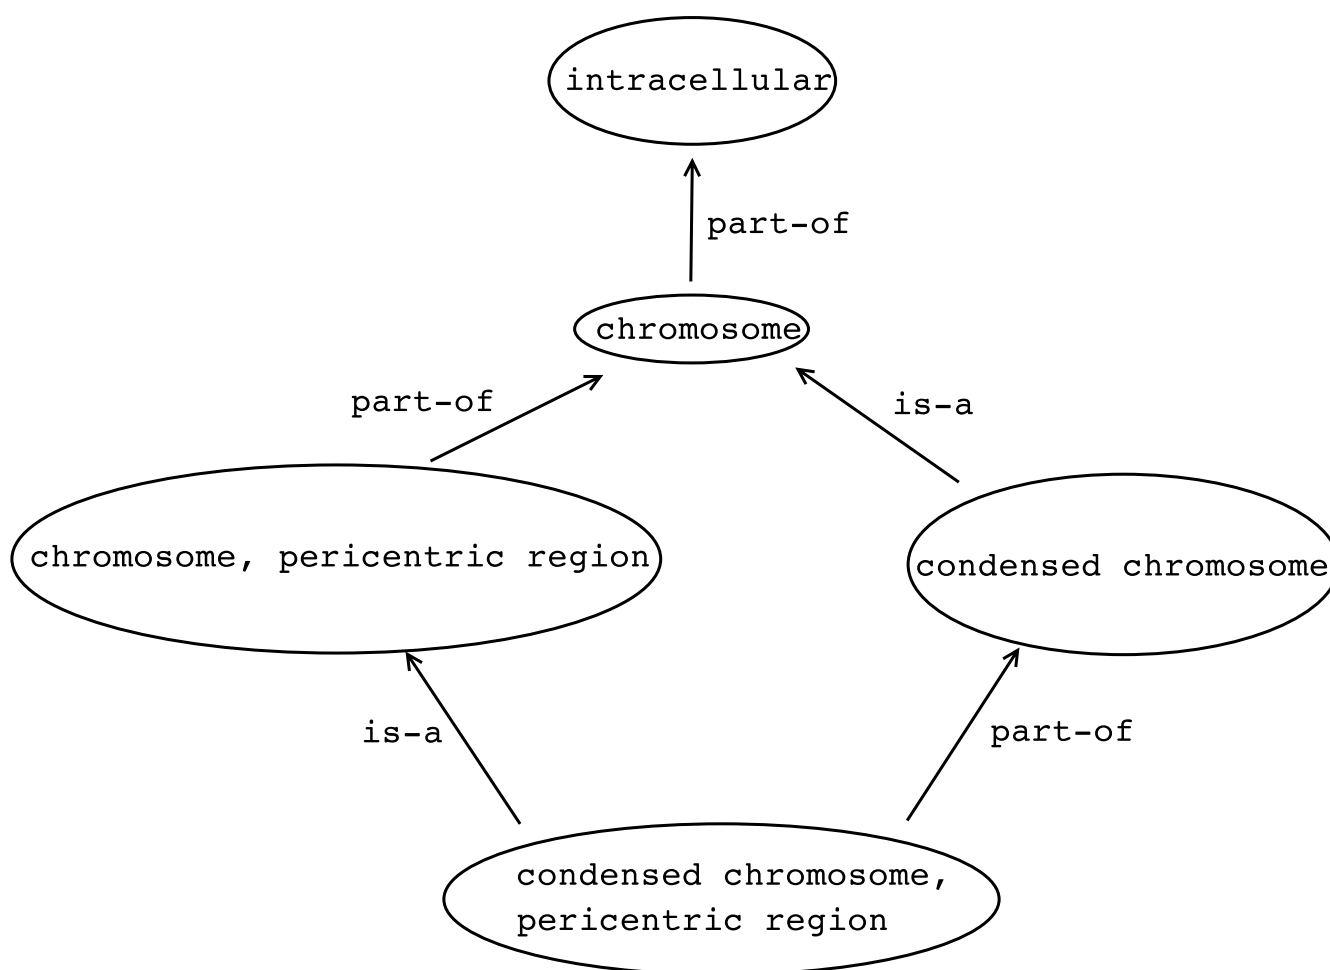 intracellular
part-of
chromosome
part-of
is-a
chromosome, pericentric region
condensed chromosome
is-a
part-of
condensed chromosome,
pericentric region